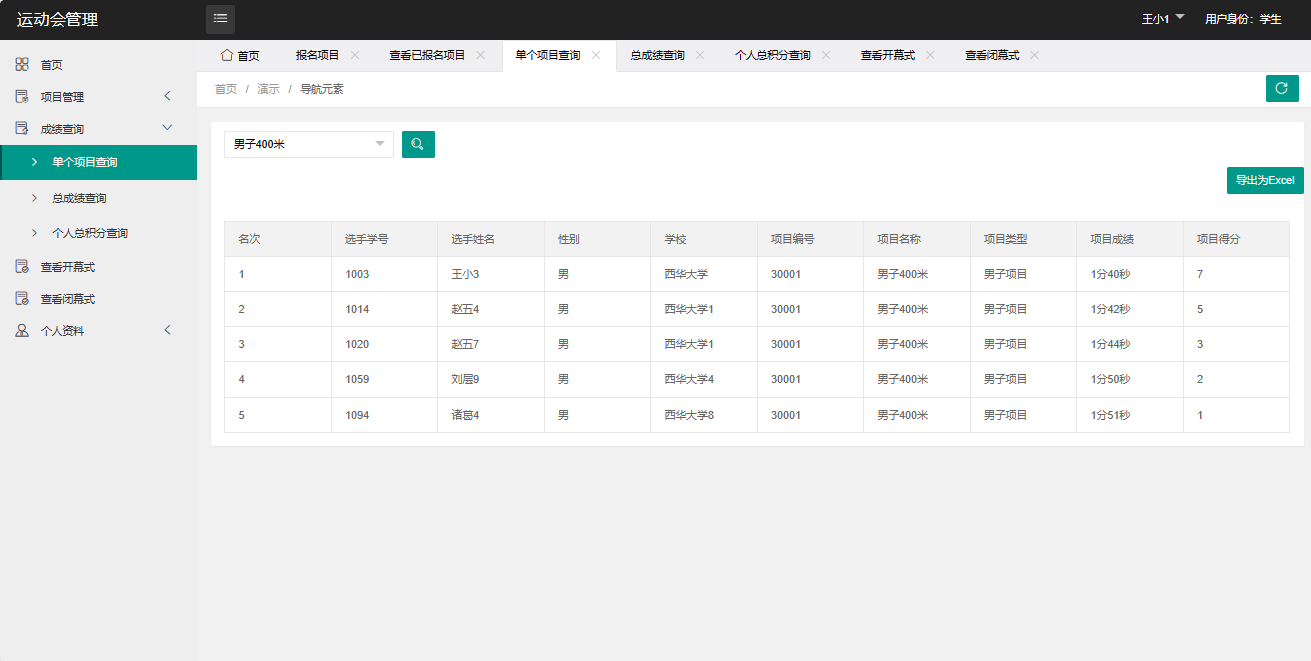 运动会管理
王小1 用户身份：学生
首页 报名项目 查看已报名项目 单个项目查询 总成绩查询 个人总积分查询 查看开幕式 查看闭幕式
首页 / 演示 / 导航元素
首页
项目管理
成绩查询
单个项目查询
总成绩查询
个人总积分查询
查看开幕式
查看闭幕式
个人资料
男子400米
导出为Excel
名次 选手学号 选手姓名 性别 学校 项目编号 项目名称 项目类型 项目成绩 项目得分
1 1003 王小3 男 西华大学 30001 男子400米 男子项目 1分40秒 7
2 1014 赵五4 男 西华大学1 30001 男子400米 男子项目 1分42秒 5
3 1020 赵五7 男 西华大学1 30001 男子400米 男子项目 1分44秒 3
4 1059 刘层9 男 西华大学4 30001 男子400米 男子项目 1分50秒 2
5 1094 诸葛4 男 西华大学8 30001 男子400米 男子项目 1分51秒 1